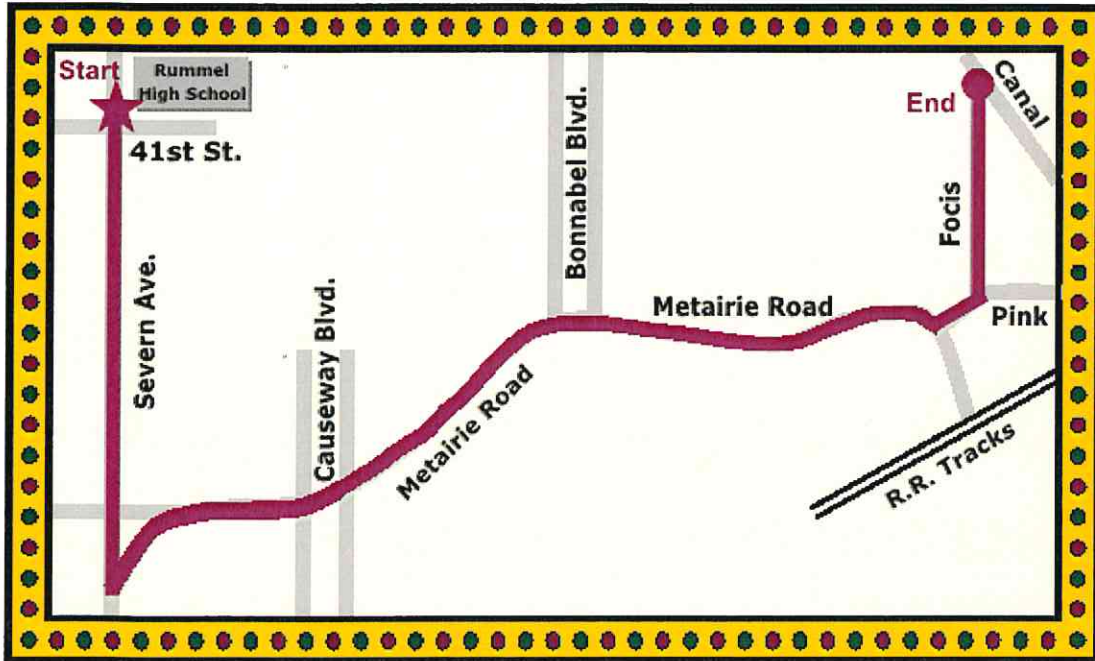 Start
Rummel
High School
41st St.
Severn Ave.
Causeway Blvd.
Metairie Road
Bonnabel Blvd.
Metairie Road
End
Canal
Focis
Pink
R.R. Tracks